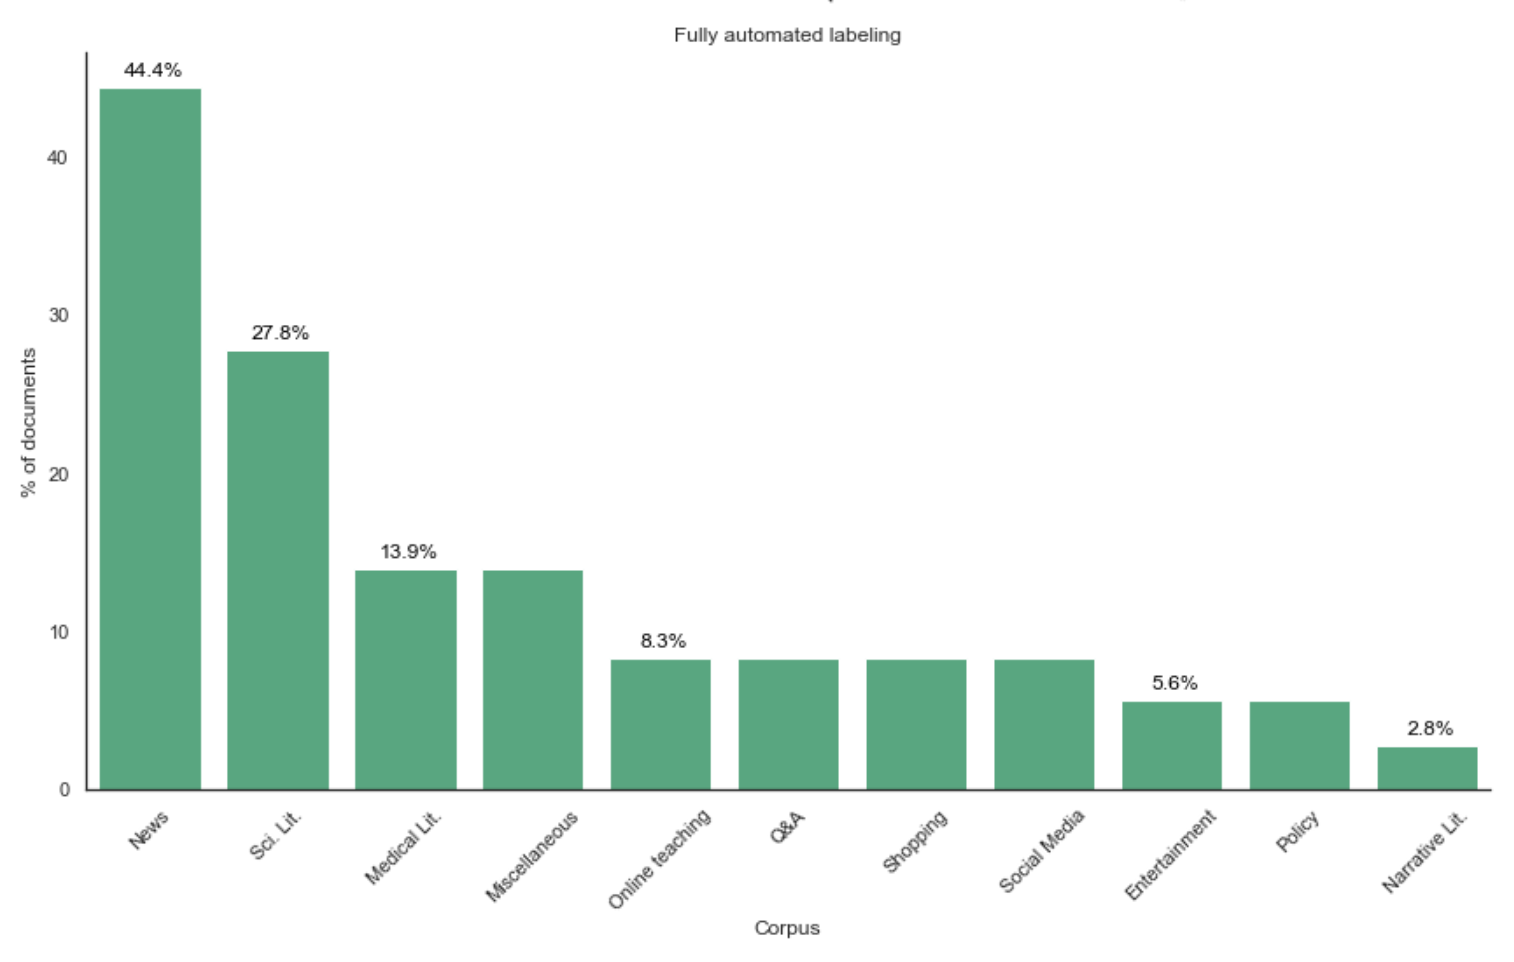 Fully automated labeling
44.4%
40
27.8%
30
% of documents
20
13.9%
10
8.3%
5.6%
2.8%
0
News
Sci. Lit.
Medical Lit.
Miscellaneous
Online teaching
Q&A
Shopping
Social Media
Entertainment
Policy
Narrative Lit.
Corpus